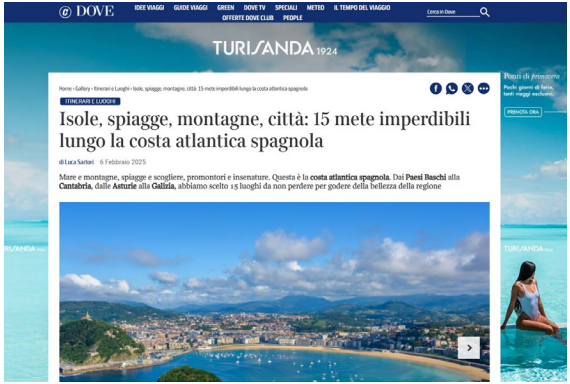 DOVE
IDEE VIAGGI GUIDE VIAGGI GREEN DOVE TV SPECIALI METEO IL TEMPO DEL VIAGGIO
OFFERTE DOVE CLUB PEOPLE
Cerca in Dove
TURISANDA 1924
Home › Gallery › Itinerari e Luoghi › Isole, spiagge, montagne, città: 15 mete imperdibili lungo la costa atlantica spagnola
ITINERARI E LUOGHI
Isole, spiagge, montagne, città: 15 mete imperdibili
lungo la costa atlantica spagnola
di Luca Sartori 6 Febbraio 2025
Mare e montagne, spiagge e scogliere, promontori e insenature. Questa è la costa atlantica spagnola. Dai Paesi Baschi alla
Cantabria, dalle Asturie alla Galizia, abbiamo scelto 15 luoghi da non perdere per godere della bellezza della regione
Ponti di primavera
Pochi giorni di ferie,
tanti viaggi esclusivi.
PRENOTA ORA
TURISANDA
TURISANDA